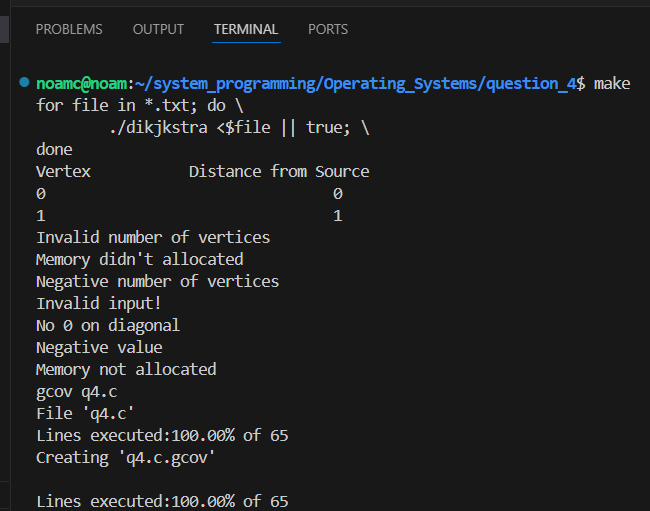 PROBLEMS OUTPUT TERMINAL PORTS
noamc@noam:~/system_programming/Operating_Systems/question_4$ make
for file in *.txt; do \
./dikjkstra <$file || true; \
done
Vertex Distance from Source
0 0
1 1
Invalid number of vertices
Memory didn't allocated
Negative number of vertices
Invalid input!
No 0 on diagonal
Negative value
Memory not allocated
gcov q4.c
File 'q4.c'
Lines executed:100.00% of 65
Creating 'q4.c.gcov'
Lines executed:100.00% of 65